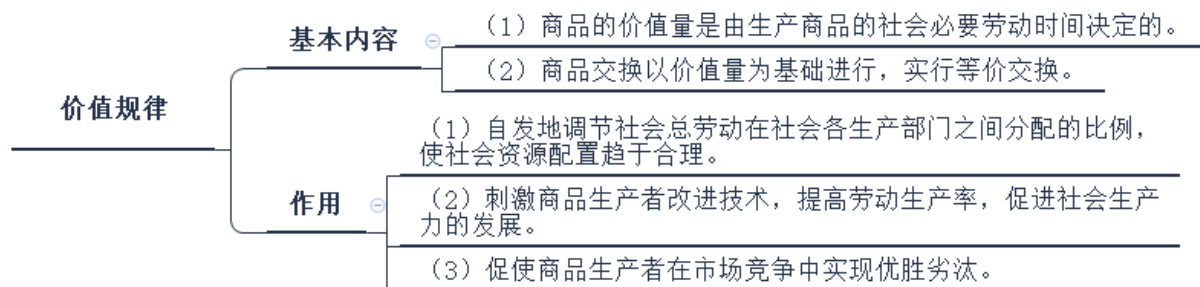 价值规律
基本内容
（1）商品的价值量是由生产商品的社会必要劳动时间决定的。
（2）商品交换以价值量为基础进行，实行等价交换。
作用
（1）自发地调节社会总劳动在社会各生产部门之间分配的比例，
使社会资源配置趋于合理。
（2）刺激商品生产者改进技术，提高劳动生产率，促进社会生产
力的发展。
（3）促使商品生产者在市场竞争中实现优胜劣汰。